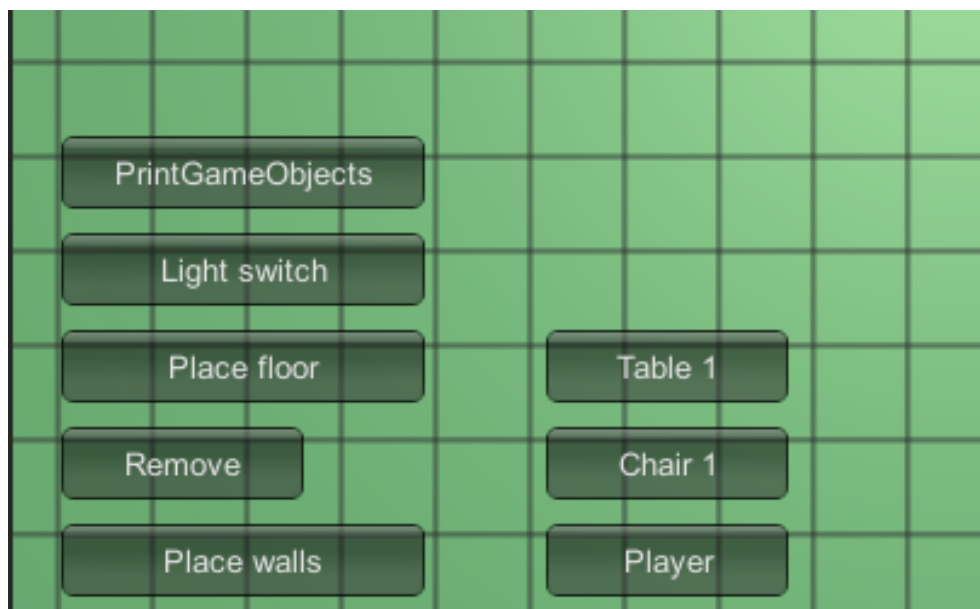 PrintGameObjects
Light switch
Place floor
Table 1
Remove
Chair 1
Place walls
Player